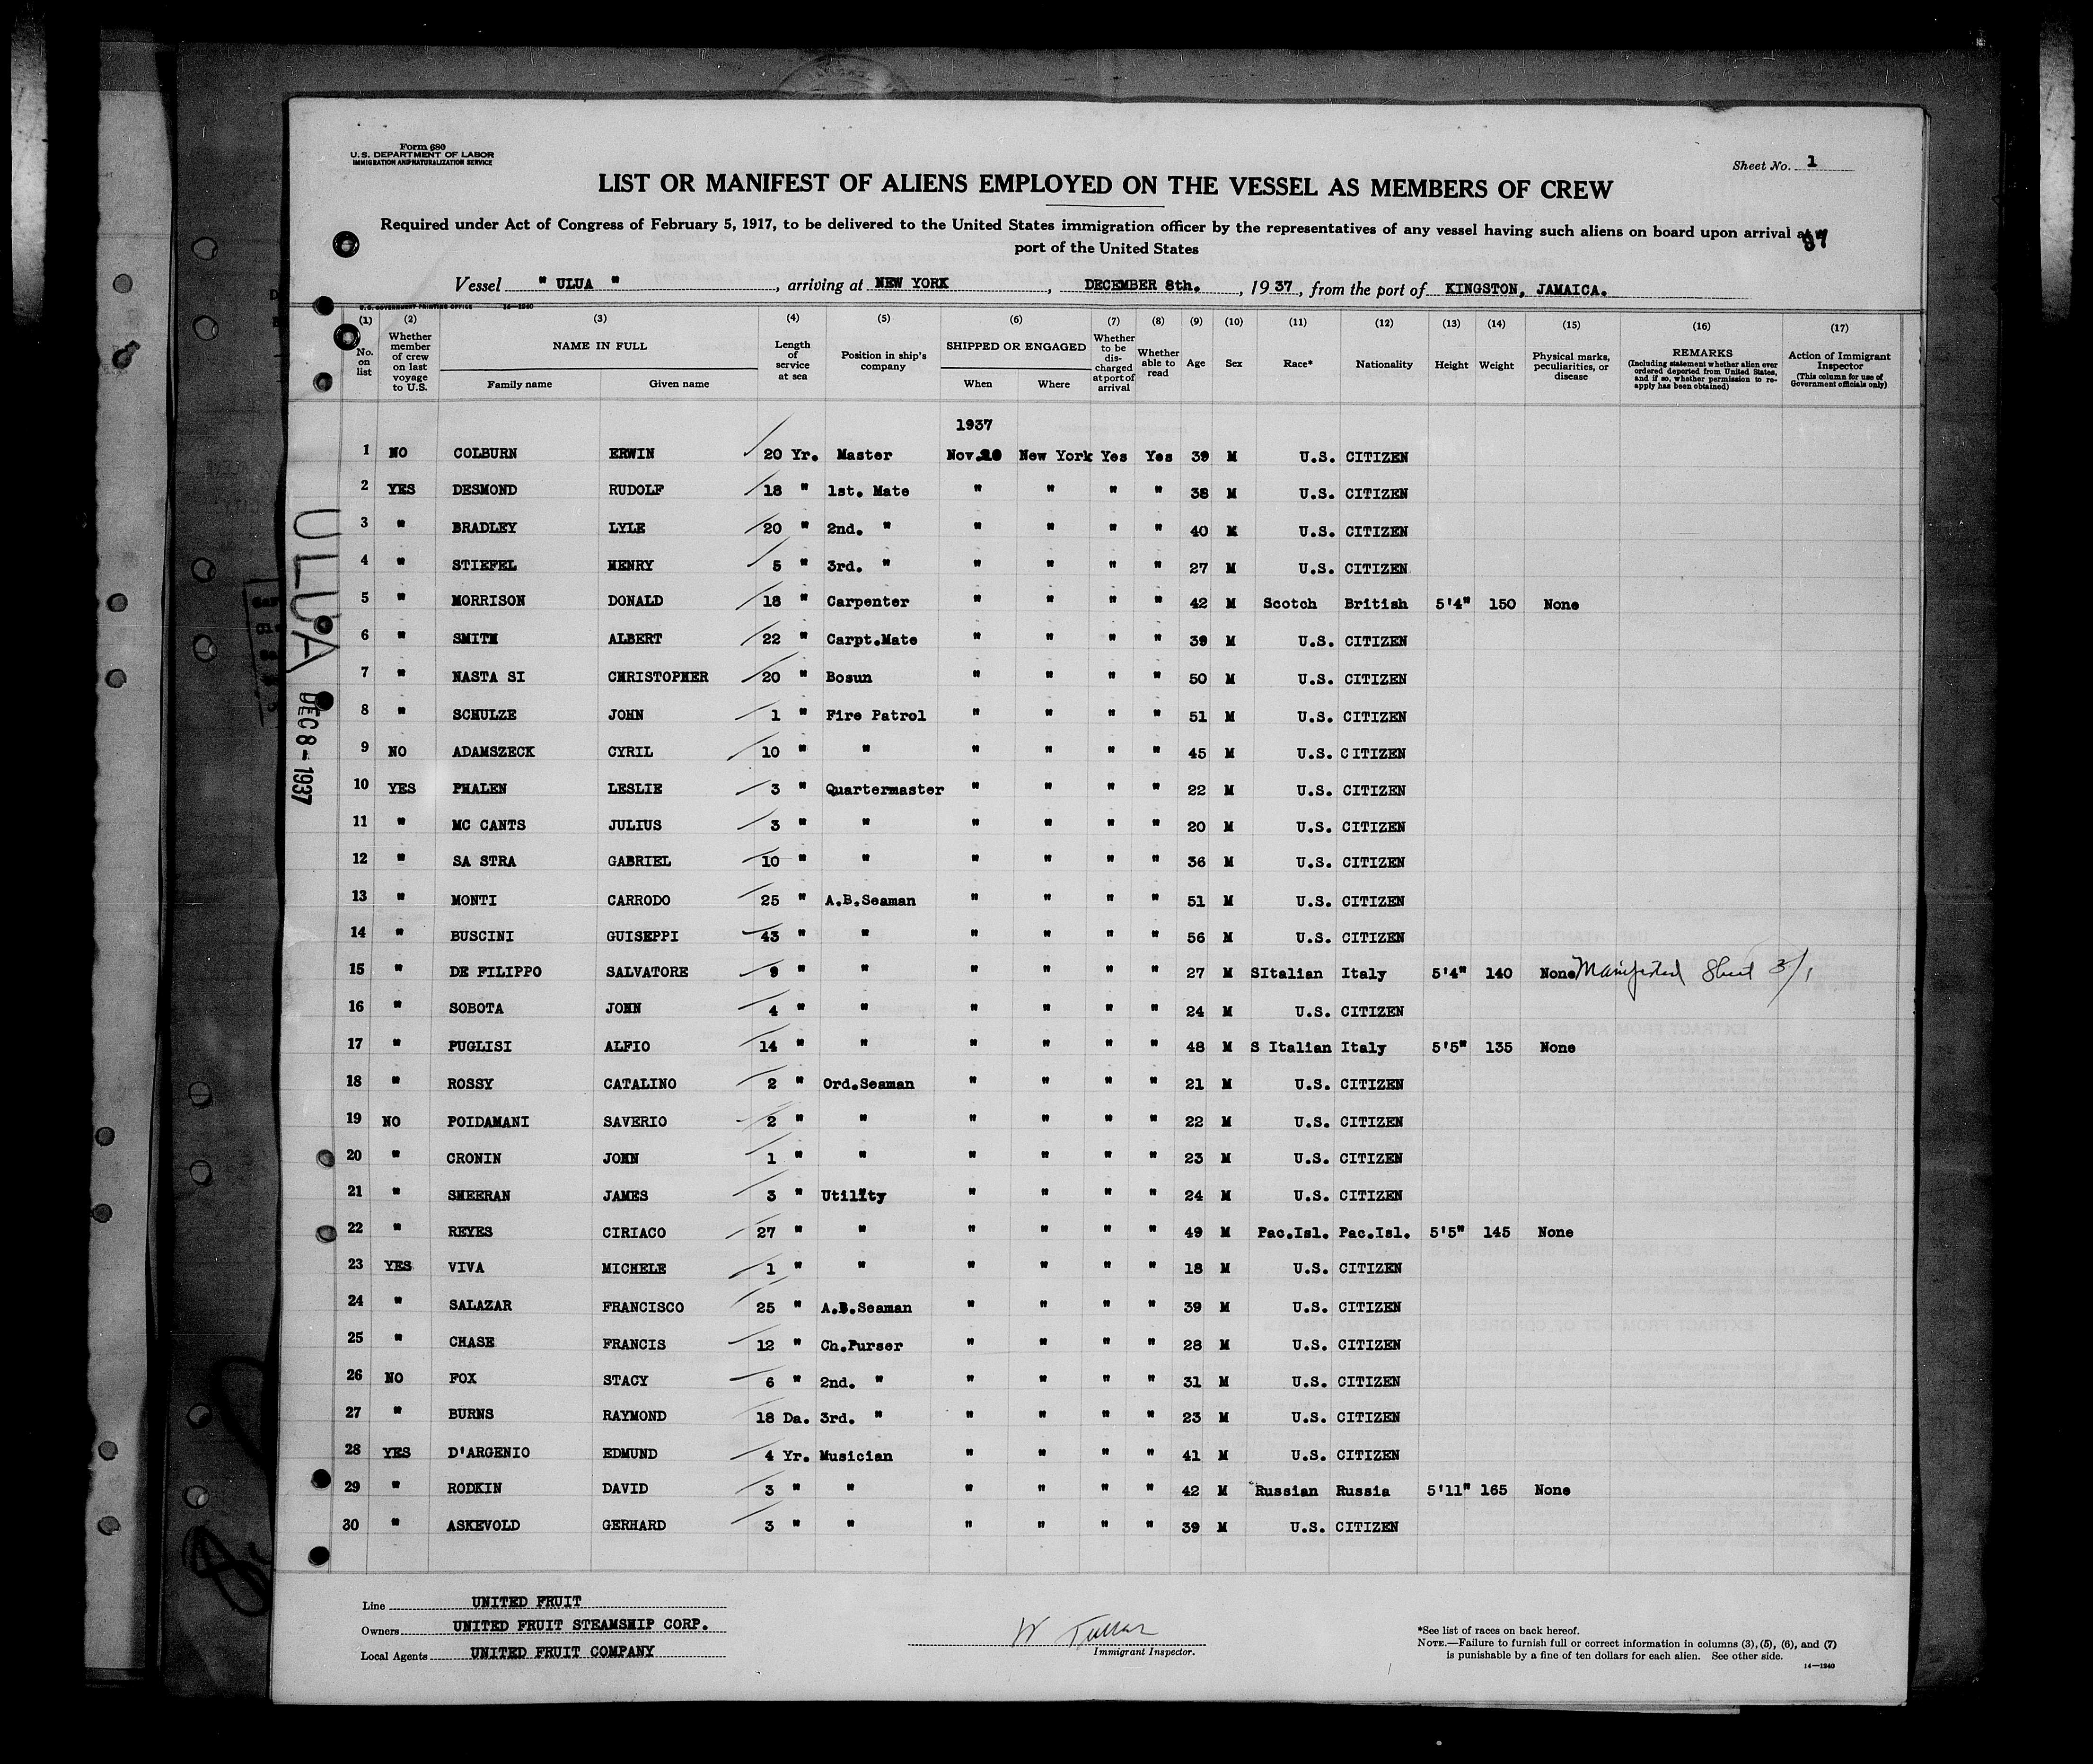 Form 680
U. S. DEPARTMENT OF LABOR
IMMIGRATION AND NATURALIZATION SERVICE
Sheet No. 1
LIST OR MANIFEST OF ALIENS EMPLOYED ON THE VESSEL AS MEMBERS OF CREW
Required under Act of Congress of February 5, 1917, to be delivered to the United States immigration officer by the representatives of any vessel having such aliens on board upon arrival at a
port of the United States
87
Vessel " ULUA " , arriving at NEW YORK , DECEMBER 8th. , 19 37 , from the port of KINGSTON, JAMAICA.
U. S. GOVERNMENT PRINTING OFFICE 14—1240
(1) (2) (3) (4) (5) (6) (7) (8) (9) (10) (11) (12) (13) (14) (15) (16) (17)
No. on list
Whether member of crew on last voyage to U.S.
NAME IN FULL
Family name Given name
Length of service at sea
Position in ship's company
SHIPPED OR ENGAGED
When Where
Whether to be discharged at port of arrival
Whether able to read
Age
Sex
Race*
Nationality
Height
Weight
Physical marks, peculiarities, or disease
REMARKS
(Including statement whether alien ever ordered deported from United States, and if so, whether permission to reapply has been obtained)
Action of Immigrant Inspector
(This column for use of Government officials only)
1937
1 NO COLBURN ERWIN 20 Yr. Master Nov.20 New York Yes Yes 39 M U.S. CITIZEN
2 YES DESMOND RUDOLF 18 " 1st. Mate " " " " 38 M U.S. CITIZEN
3 " BRADLEY LYLE 20 " 2nd. " " " " " 40 M U.S. CITIZEN
4 " STIEFEL HENRY 5 " 3rd. " " " " " 27 M U.S. CITIZEN
5 " MORRISON DONALD 18 " Carpenter " " " " 42 M Scotch British 5'4" 150 None
6 " SMITH ALBERT 22 " Carpt.Mate " " " " 39 M U.S. CITIZEN
7 " NASTA SI CHRISTOPHER 20 " Bosun " " " " 50 M U.S. CITIZEN
8 " SCHULZE JOHN 1 " Fire Patrol " " " " 51 M U.S. CITIZEN
9 NO ADAMSZECK CYRIL 10 " " " " " " 45 M U.S. CITIZEN
10 YES PHALEN LESLIE 3 " Quartermaster " " " " 22 M U.S. CITIZEN
11 " MC CANTS JULIUS 3 " " " " " " 20 M U.S. CITIZEN
12 " SA STRA GABRIEL 10 " " " " " " 36 M U.S. CITIZEN
13 " MONTI CARRODO 25 " A.B.Seaman " " " " 51 M U.S. CITIZEN
14 " BUSCINI GUISEPPI 43 " " " " " " 56 M U.S. CITIZEN
15 " DE FILIPPO SALVATORE 9 " " " " " " 27 M SItalian Italy 5'4" 140 None Manifested Sheet 3/1
16 " SOBOTA JOHN 4 " " " " " " 24 M U.S. CITIZEN
17 " PUGLISI ALFIO 14 " " " " " " 48 M S Italian Italy 5'5" 135 None
18 " ROSSY CATALINO 2 " Ord.Seaman " " " " 21 M U.S. CITIZEN
19 NO POIDAMANI SAVERIO 2 " " " " " " 22 M U.S. CITIZEN
20 " CRONIN JOHN 1 " " " " " " 23 M U.S. CITIZEN
21 " SHEERAN JAMES 3 " Utility " " " " 24 M U.S. CITIZEN
22 " REYES CIRIACO 27 " " " " " " 49 M Pac.Isl. Pac.Isl. 5'5" 145 None
23 YES VIVA MICHELE 1 " " " " " " 18 M U.S. CITIZEN
24 " SALAZAR FRANCISCO 25 " A.B.Seaman " " " " 39 M U.S. CITIZEN
25 " CHASE FRANCIS 12 " Ch.Purser " " " " 28 M U.S. CITIZEN
26 NO FOX STACY 6 " 2nd. " " " " " 31 M U.S. CITIZEN
27 " BURNS RAYMOND 18 Da. 3rd. " " " " " 23 M U.S. CITIZEN
28 YES D'ARGENIO EDMUND 4 Yr. Musician " " " " 41 M U.S. CITIZEN
29 " RODKIN DAVID 3 " " " " " " 42 M Russian Russia 5'11" 165 None
30 " ASKEVOLD GERHARD 3 " " " " " " 39 M U.S. CITIZEN
ULUA
DEC 8 - 1937
Line UNITED FRUIT
Owners UNITED FRUIT STEAMSHIP CORP.
Local Agents UNITED FRUIT COMPANY
W
Immigrant Inspector.
*See list of races on back hereof.
NOTE.—Failure to furnish full or correct information in columns (3), (5), (6), and (7)
is punishable by a fine of ten dollars for each alien. See other side.
14—1240